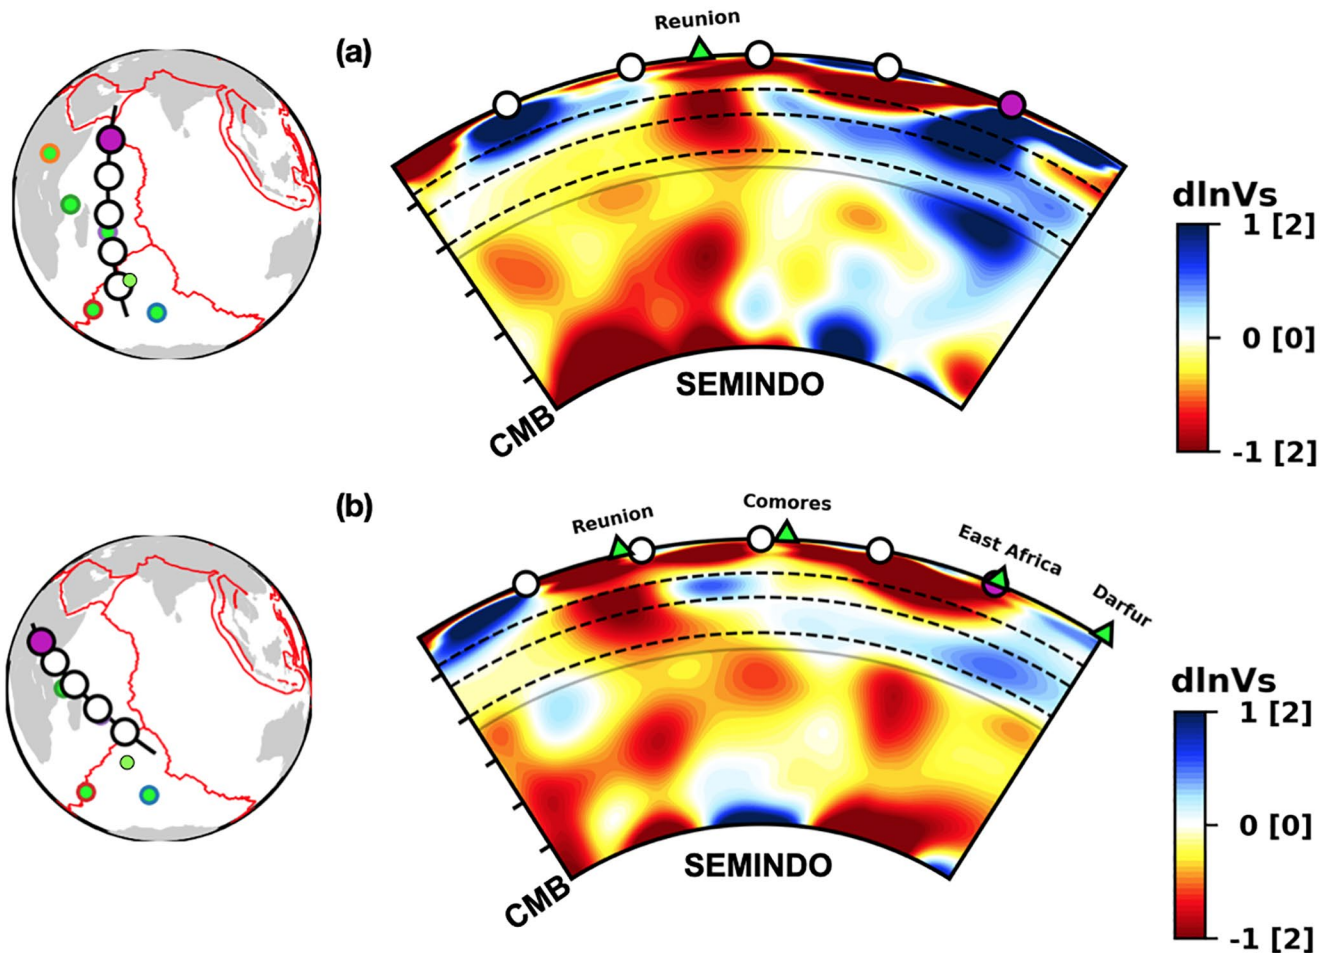 (a)
Reunion
dlnVs
1 [2]
0 [0]
-1 [2]
SEMINDO
CMB
(b)
Reunion
Comores
East Africa
Darfur
dlnVs
1 [2]
0 [0]
-1 [2]
SEMINDO
CMB